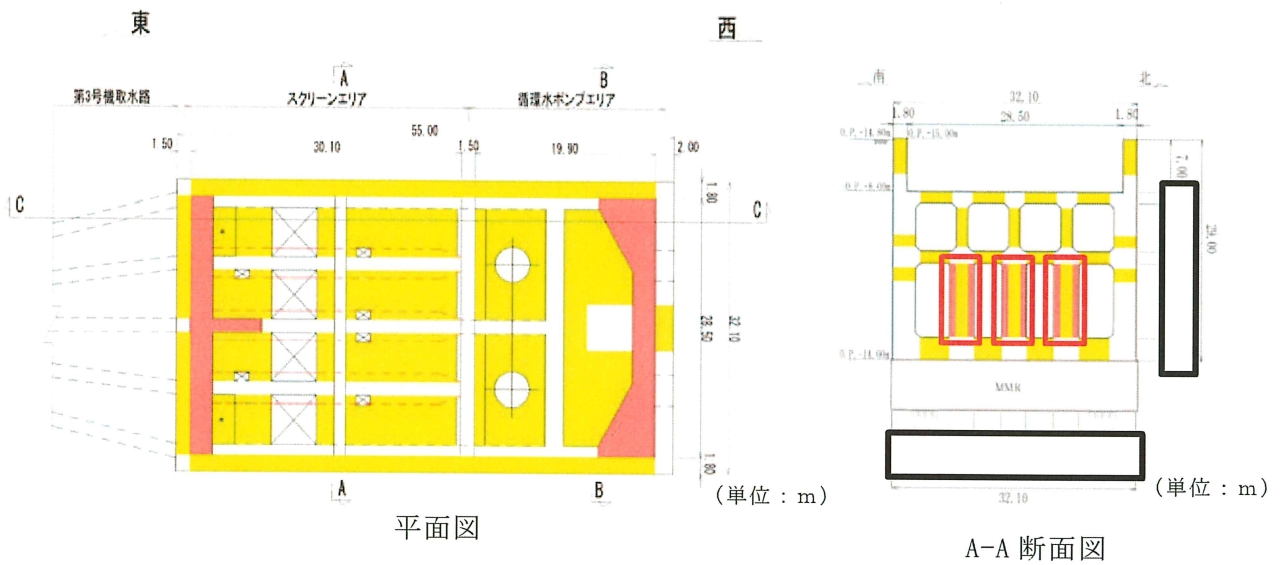 東
西
A
B
第3号機取水路
スクリーンエリア
循環水ポンプエリア
55.00
1.50
30.10
1.50
19.90
2.00
C
C
1.80
28.50
32.10
1.80
A
B
(単位：m)
平面図
南
北
32.10
1.80
28.50
1.80
O.P.-14.80m
O.P.-15.00m
7.00
O.P.-8.00m
29.00
O.P.-14.00m
MMR
32.10
(単位：m)
A-A 断面図